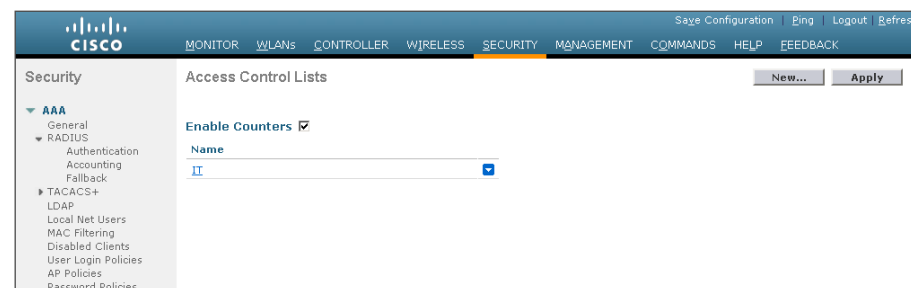 Save Configuration | Ping | Logout | Refres
CISCO
MONITOR WLANs CONTROLLER WIRELESS SECURITY MANAGEMENT COMMANDS HELP FEEDBACK
Security
Access Control Lists
New...
Apply
AAA
General
RADIUS
Authentication
Accounting
Fallback
TACACS+
LDAP
Local Net Users
MAC Filtering
Disabled Clients
User Login Policies
AP Policies
Password Policies
Enable Counters
Name
IT